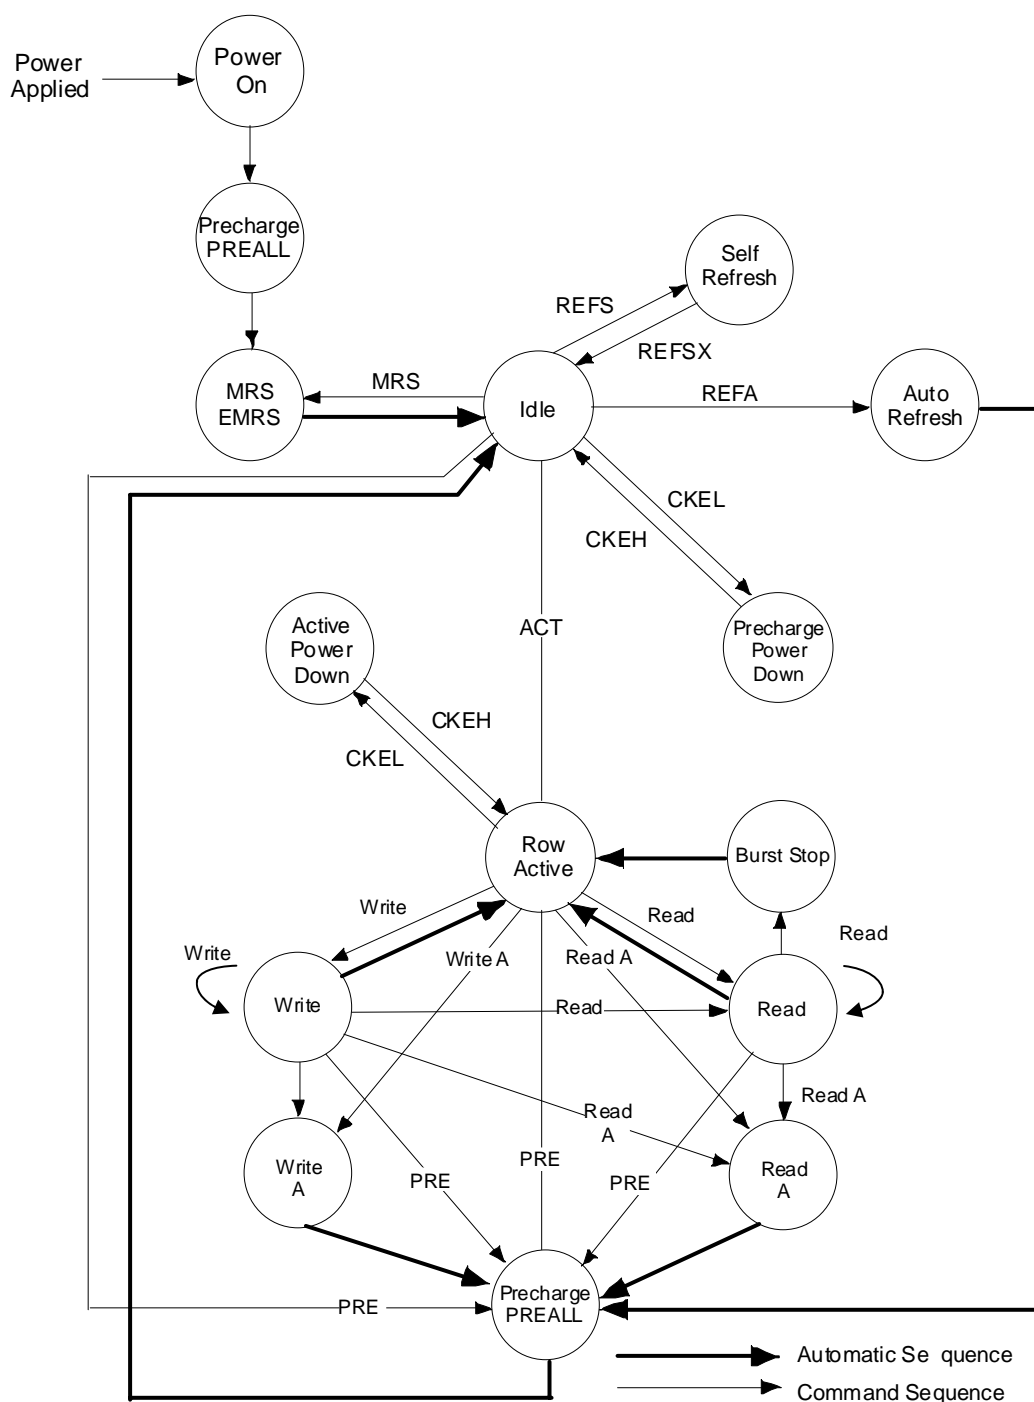 Power
Applied
Power
On
Precharge
PREALL
Self
Refresh
REFS
REFSX
MRS
EMRS
MRS
Idle
REFA
Auto
Refresh
CKEL
CKEH
ACT
Active
Power
Down
Precharge
Power
Down
CKEH
CKEL
Row
Active
Burst Stop
Write
Read
Write
Write A
Read A
Read
Write
Read
Read
Read
A
Read A
Write
A
PRE
PRE
PRE
Read
A
Precharge
PREALL
PRE
Automatic Se quence
Command Sequence